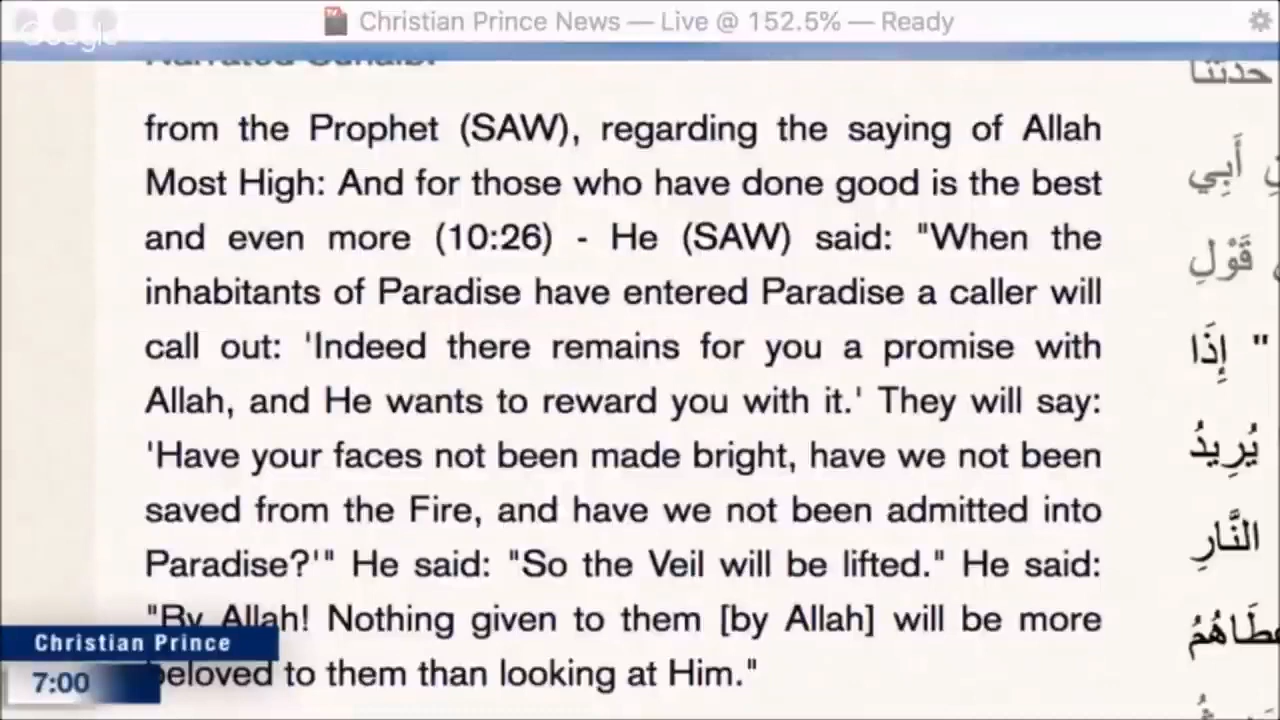 Christian Prince News — Live @ 152.5% — Ready
Google
Narrated Suhaib:
from the Prophet (SAW), regarding the saying of Allah
Most High: And for those who have done good is the best
and even more (10:26) - He (SAW) said: "When the
inhabitants of Paradise have entered Paradise a caller will
call out: 'Indeed there remains for you a promise with
Allah, and He wants to reward you with it.' They will say:
'Have your faces not been made bright, have we not been
saved from the Fire, and have we not been admitted into
Paradise?'" He said: "So the Veil will be lifted." He said:
"By Allah! Nothing given to them [by Allah] will be more
beloved to them than looking at Him."
حدثنا
أَبِي
قَوْلِ
" إِذَا
يُرِيدُ
النَّارِ
Christian Prince
7:00